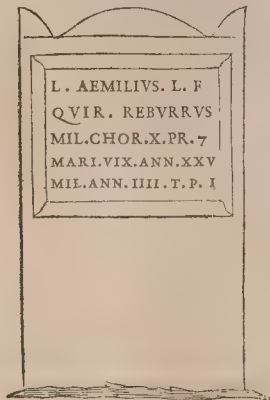 L. AEMILIVS. L. F
QVIR. REBVRRVS
MIL.CHOR.X.PR.7
MARI.VIX.ANN.XXV
MIL.ANN.IIII.T.P.I